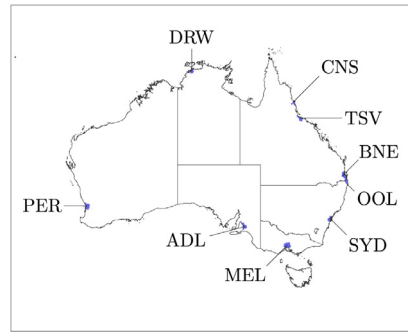 DRW
CNS
TSV
BNE
PER
OOL
ADL
SYD
MEL